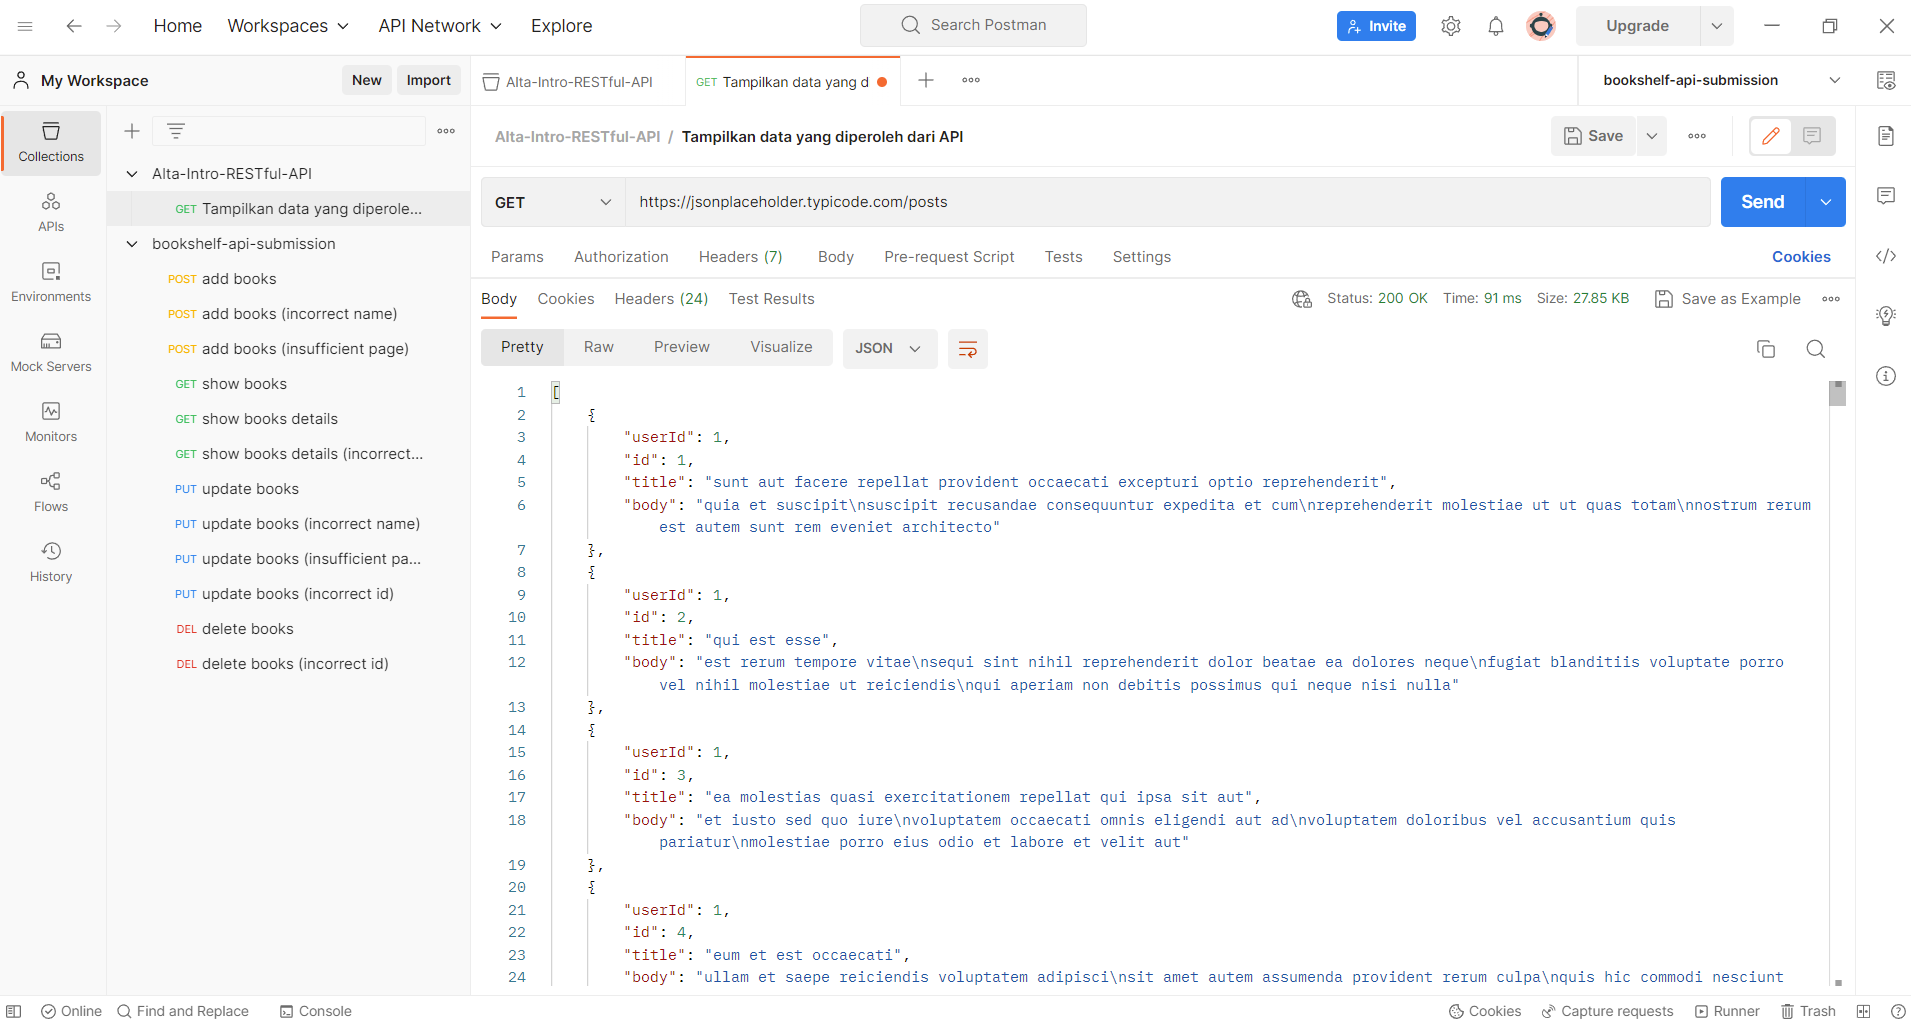 Home Workspaces API Network Explore Search Postman Invite Upgrade
My Workspace New Import Alta-Intro-RESTful-API GET Tampilkan data yang d bookshelf-api-submission
Collections
APIs
Environments
Mock Servers
Monitors
Flows
History
Alta-Intro-RESTful-API
GET Tampilkan data yang diperole...
bookshelf-api-submission
POST add books
POST add books (incorrect name)
POST add books (insufficient page)
GET show books
GET show books details
GET show books details (incorrect...
PUT update books
PUT update books (incorrect name)
PUT update books (insufficient pa...
PUT update books (incorrect id)
DEL delete books
DEL delete books (incorrect id)
Alta-Intro-RESTful-API / Tampilkan data yang diperoleh dari API Save
GET https://jsonplaceholder.typicode.com/posts Send
Params Authorization Headers (7) Body Pre-request Script Tests Settings Cookies
Body Cookies Headers (24) Test Results Status: 200 OK Time: 91 ms Size: 27.85 KB Save as Example
Pretty Raw Preview Visualize JSON
1 [
2 {
3 "userId": 1,
4 "id": 1,
5 "title": "sunt aut facere repellat provident occaecati excepturi optio reprehenderit",
6 "body": "quia et suscipit\nsuscipit recusandae consequuntur expedita et cum\nreprehenderit molestiae ut ut quas totam\nnostrum rerum
est autem sunt rem eveniet architecto"
7 },
8 {
9 "userId": 1,
10 "id": 2,
11 "title": "qui est esse",
12 "body": "est rerum tempore vitae\nsequi sint nihil reprehenderit dolor beatae ea dolores neque\nfugiat blanditiis voluptate porro
vel nihil molestiae ut reiciendis\nqui aperiam non debitis possimus qui neque nisi nulla"
13 },
14 {
15 "userId": 1,
16 "id": 3,
17 "title": "ea molestias quasi exercitationem repellat qui ipsa sit aut",
18 "body": "et iusto sed quo iure\nvoluptatem occaecati omnis eligendi aut ad\nvoluptatem doloribus vel accusantium quis
pariatur\nmolestiae porro eius odio et labore et velit aut"
19 },
20 {
21 "userId": 1,
22 "id": 4,
23 "title": "eum et est occaecati",
24 "body": "ullam et saepe reiciendis voluptatem adipisci\nsit amet autem assumenda provident rerum culpa\nquis hic commodi nesciunt
Online Find and Replace Console Cookies Capture requests Runner Trash